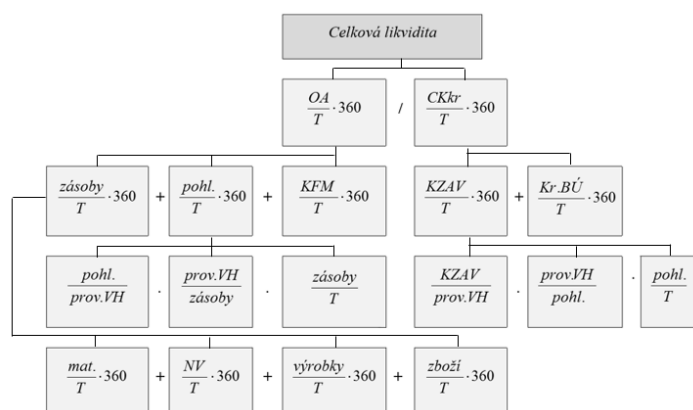 Celková likvidita
OA/T · 360 / CKkr/T · 360
zásoby/T · 360 + pohl./T · 360 + KFM/T · 360 KZAV/T · 360 + Kr.BÚ/T · 360
pohl./prov.VH · prov.VH/zásoby · zásoby/T KZAV/prov.VH · prov.VH/pohl. · pohl./T
mat./T · 360 + NV/T · 360 + výrobky/T · 360 + zboží/T · 360